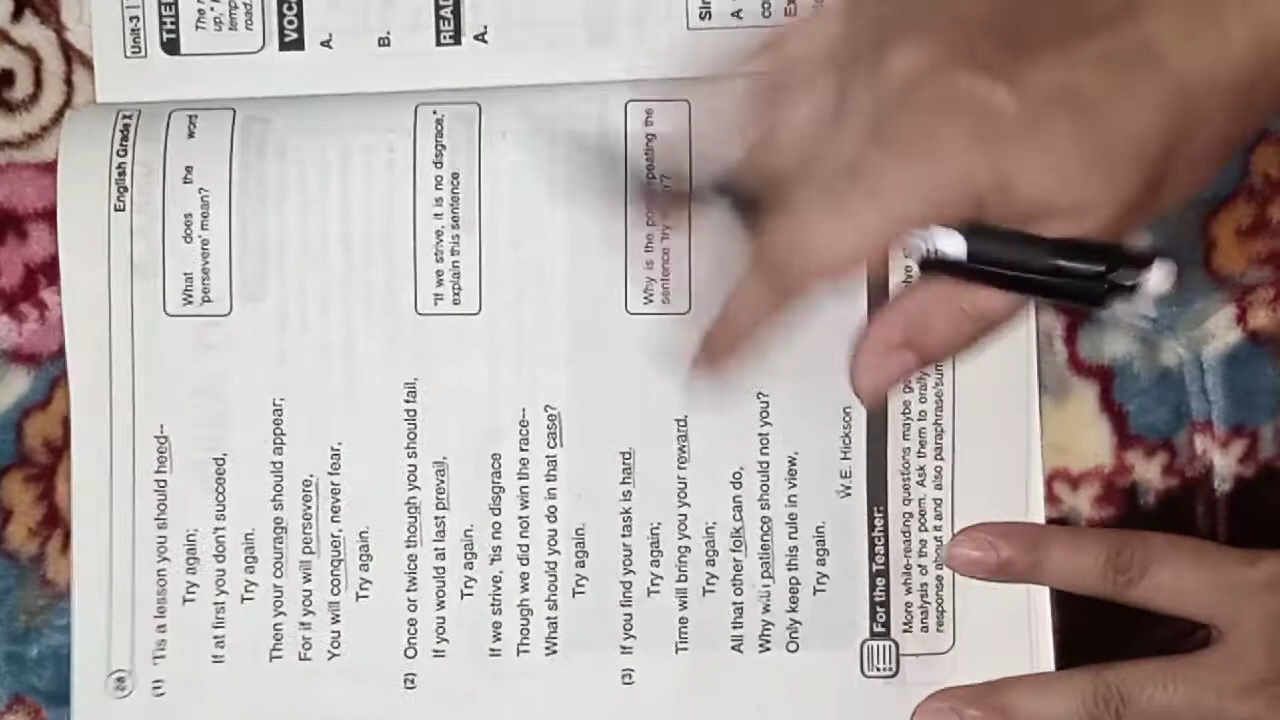 English Grade X
(1) 'Tis a lesson you should heed--
Try again;
If at first you don't succeed,
Try again.
Then your courage should appear;
For if you will persevere,
You will conquer, never fear,
Try again.
What does the word
'persevere' mean?
(2) Once or twice though you should fail,
If you would at last prevail,
Try again.
If we strive, 'tis no disgrace
Though we did not win the race--
What should you do in that case?
Try again.
"If we strive, it is no disgrace,"
explain this sentence
(3) If you find your task is hard,
Try again;
Time will bring you your reward,
Try again;
All that other folk can do,
Why with patience should not you?
Only keep this rule in view,
Try again.
W.E. Hickson
Why is the repeating the
sentence 'try
For the Teacher:
More while-reading questions maybe
analysis of the poem. Ask them to orally
response about it and also
Unit-3
A.
B.
A.
A